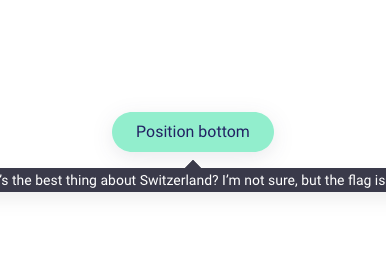 Position bottom
’s the best thing about Switzerland? I’m not sure, but the flag is